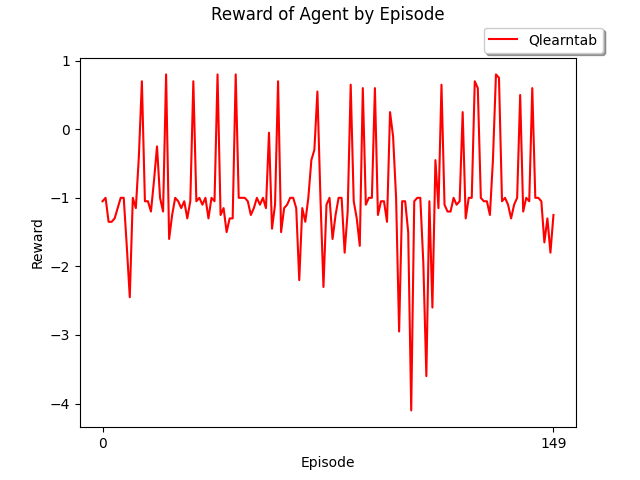 Reward of Agent by Episode
Qlearntab
1
0
−1
−2
−3
−4
Reward
0
149
Episode